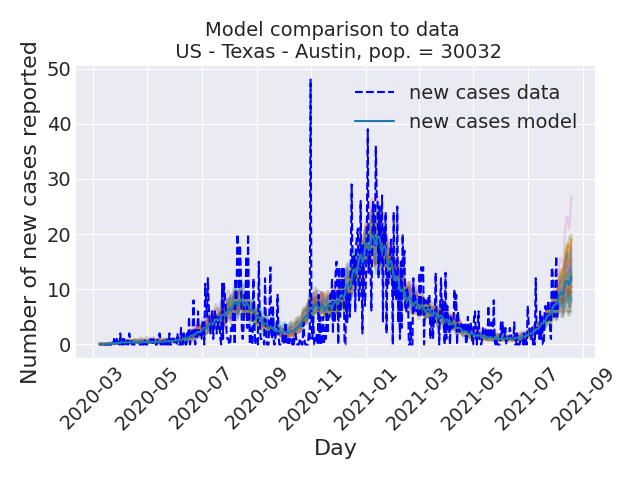 Model comparison to data
US - Texas - Austin, pop. = 30032
Number of new cases reported
50
40
30
20
10
0
new cases data
new cases model
2020-03
2020-05
2020-07
2020-09
2020-11
2021-01
2021-03
2021-05
2021-07
2021-09
Day